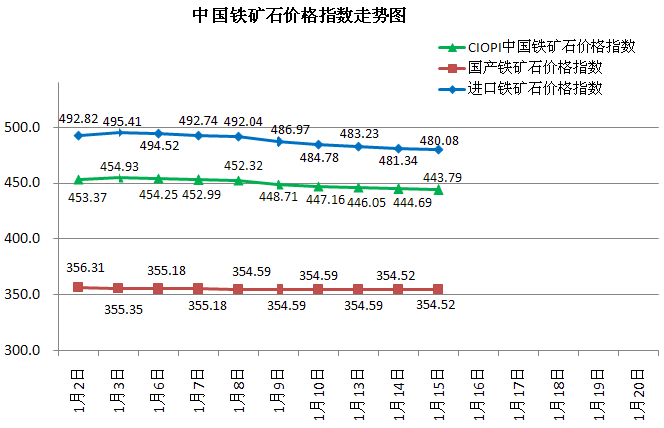 中国铁矿石价格指数走势图
CIOPI中国铁矿石价格指数
国产铁矿石价格指数
进口铁矿石价格指数
500.0
450.0
400.0
350.0
300.0
492.82 495.41 494.52 492.74 492.04 486.97 484.78 483.23 481.34 480.08
453.37 454.93 454.25 452.99 452.32 448.71 447.16 446.05 444.69 443.79
356.31 355.35 355.18 355.18 354.59 354.59 354.59 354.59 354.52 354.52
1月2日 1月3日 1月6日 1月7日 1月8日 1月9日 1月10日 1月13日 1月14日 1月15日 1月16日 1月17日 1月18日 1月19日 1月20日